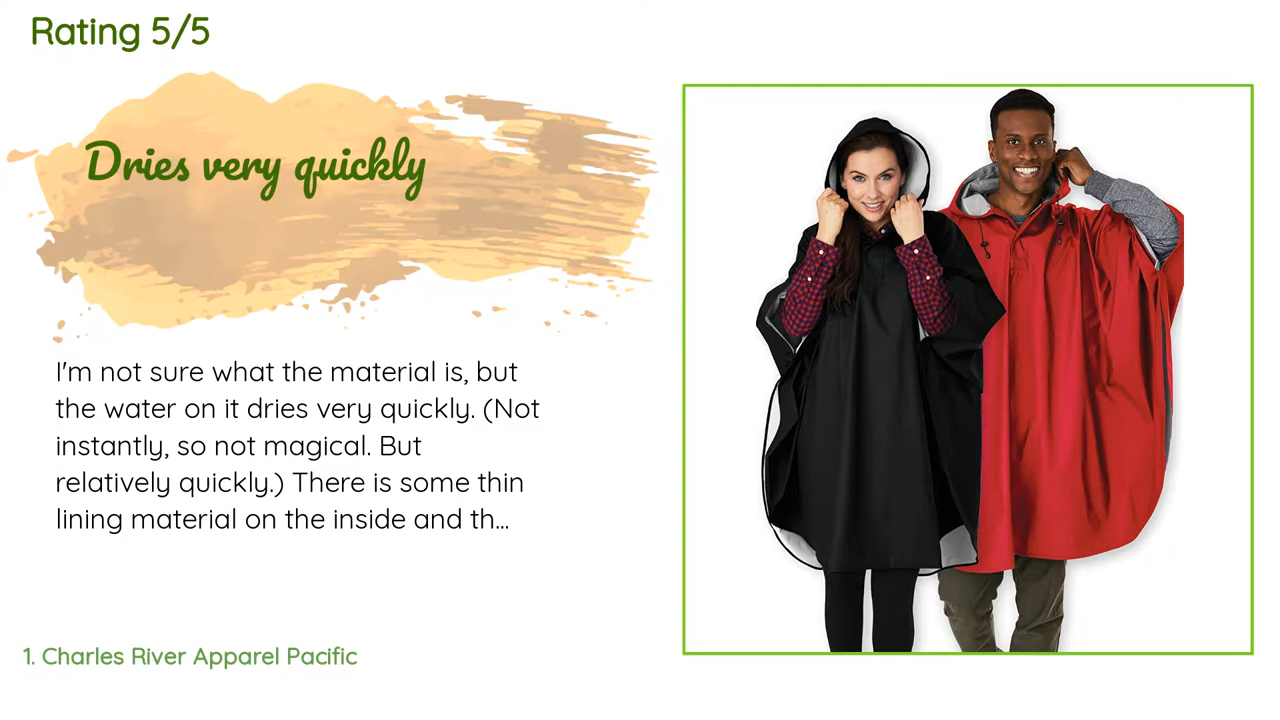 Rating 5/5
Dries very quickly
I'm not sure what the material is, but
the water on it dries very quickly. (Not
instantly, so not magical. But
relatively quickly.) There is some thin
lining material on the inside and th...
1. Charles River Apparel Pacific